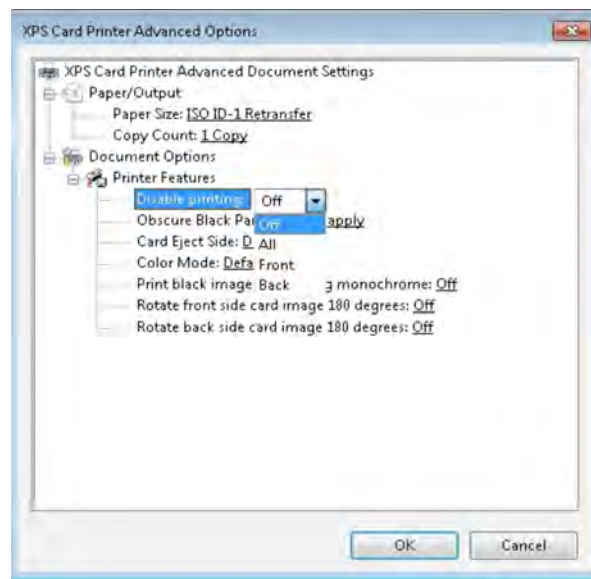 XPS Card Printer Advanced Options
XPS Card Printer Advanced Document Settings
Paper/Output
Paper Size: ISO ID-1 Retransfer
Copy Count: 1 Copy
Document Options
Printer Features
Disable printing: Off
Obscure Black Pa Off apply
Card Eject Side: D All
Color Mode: Defa Front
Print black image Back g monochrome: Off
Rotate front side card image 180 degrees: Off
Rotate back side card image 180 degrees: Off
OK Cancel